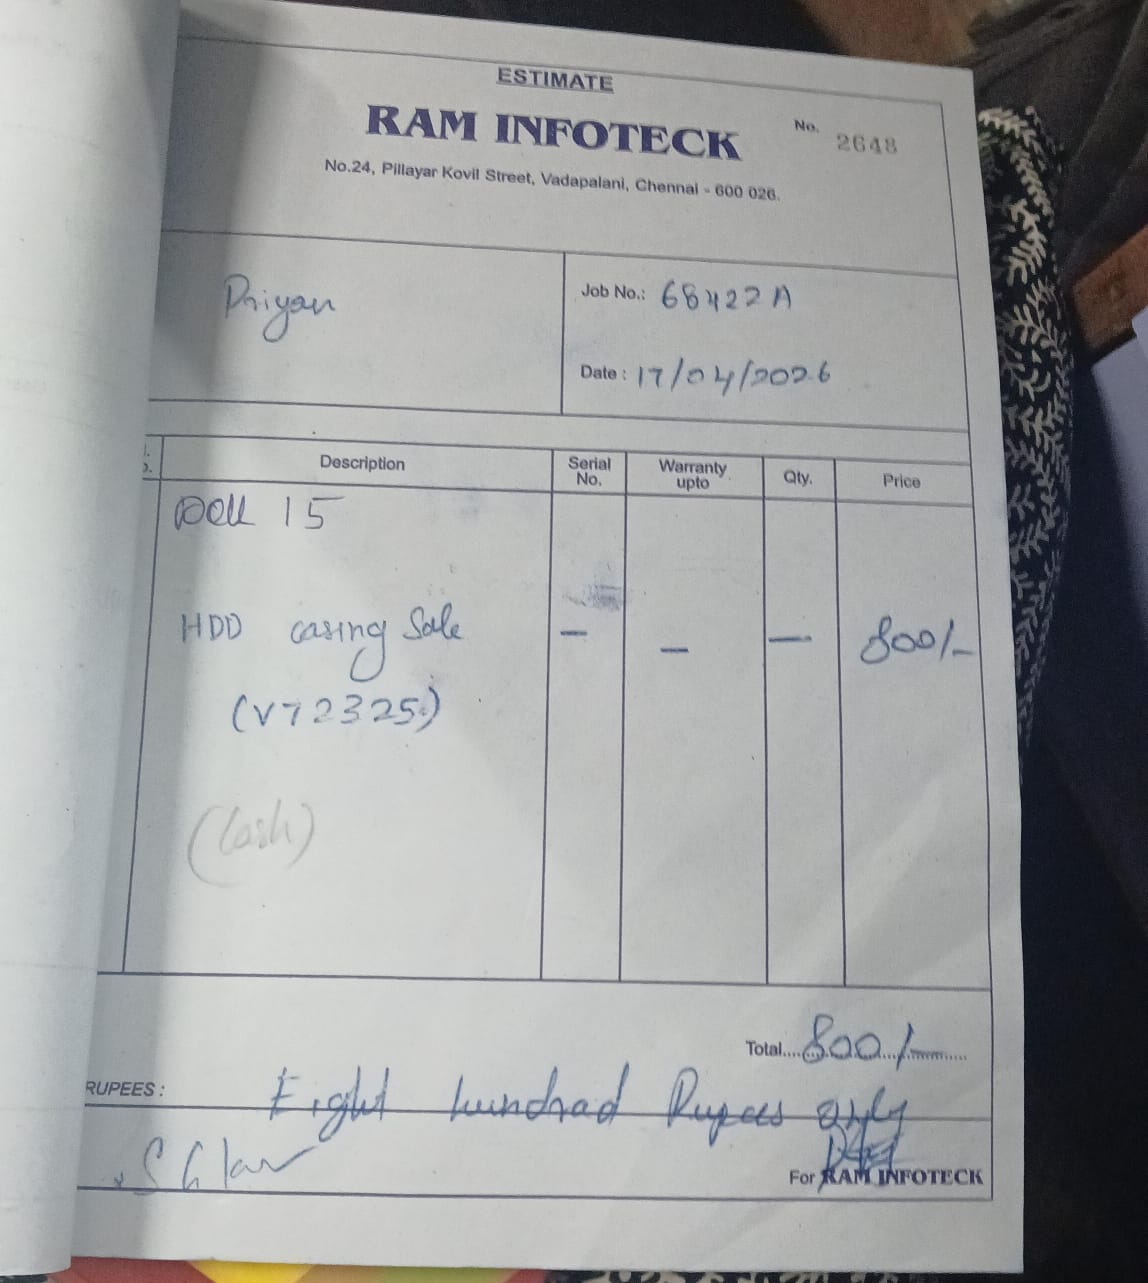 ESTIMATE
RAM INFOTECK
No. 2648
No.24, Pillayar Kovil Street, Vadapalani, Chennai - 600 026.
Priyan
Job No.: 68422A
Date : 17/04/2026
Description Serial No. Warranty upto Qty. Price
Dell 15
HDD casing Sale - - - 800/-
(V72325)
(Cash)
Total.... 800/-
RUPEES : Eight hundrad Rupees only
For RAM INFOTECK